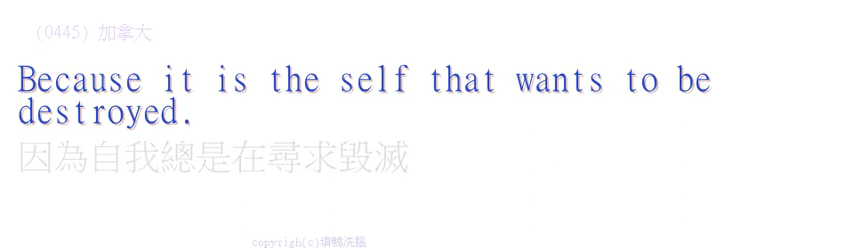 (0445) 加拿大
Because it is the self that wants to be
destroyed.
因為自我總是在尋求毀滅
copyrigh(c)填鴨洗腦